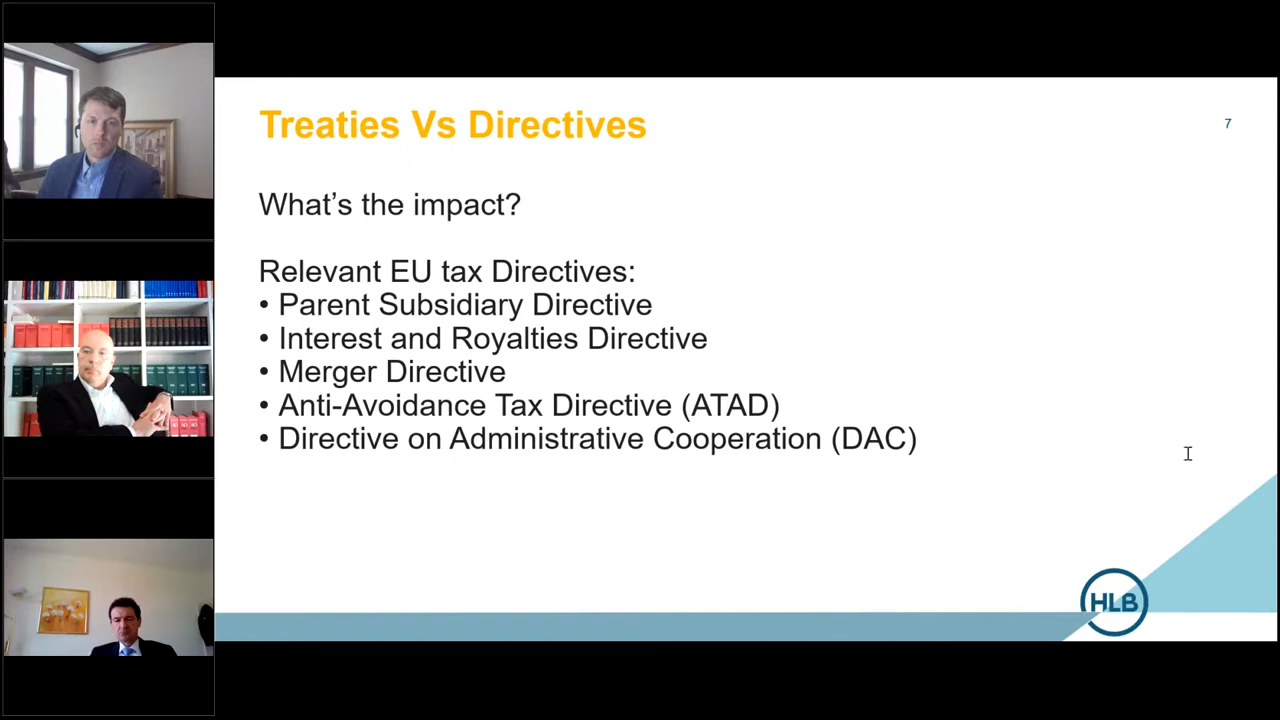 Treaties Vs Directives
7
What’s the impact?
Relevant EU tax Directives:
• Parent Subsidiary Directive
• Interest and Royalties Directive
• Merger Directive
• Anti-Avoidance Tax Directive (ATAD)
• Directive on Administrative Cooperation (DAC)
HLB